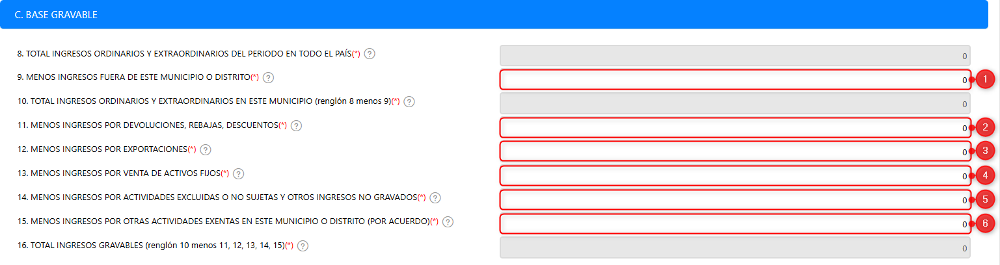 C. BASE GRAVABLE
8. TOTAL INGRESOS ORDINARIOS Y EXTRAORDINARIOS DEL PERIODO EN TODO EL PAÍS(*) ? 0
9. MENOS INGRESOS FUERA DE ESTE MUNICIPIO O DISTRITO(*) ? 0 1
10. TOTAL INGRESOS ORDINARIOS Y EXTRAORDINARIOS EN ESTE MUNICIPIO (renglón 8 menos 9)(*) ? 0
11. MENOS INGRESOS POR DEVOLUCIONES, REBAJAS, DESCUENTOS(*) ? 0 2
12. MENOS INGRESOS POR EXPORTACIONES(*) ? 0 3
13. MENOS INGRESOS POR VENTA DE ACTIVOS FIJOS(*) ? 0 4
14. MENOS INGRESOS POR ACTIVIDADES EXCLUIDAS O NO SUJETAS Y OTROS INGRESOS NO GRAVADOS(*) ? 0 5
15. MENOS INGRESOS POR OTRAS ACTIVIDADES EXENTAS EN ESTE MUNICIPIO O DISTRITO (POR ACUERDO)(*) ? 0 6
16. TOTAL INGRESOS GRAVABLES (renglón 10 menos 11, 12, 13, 14, 15)(*) ? 0